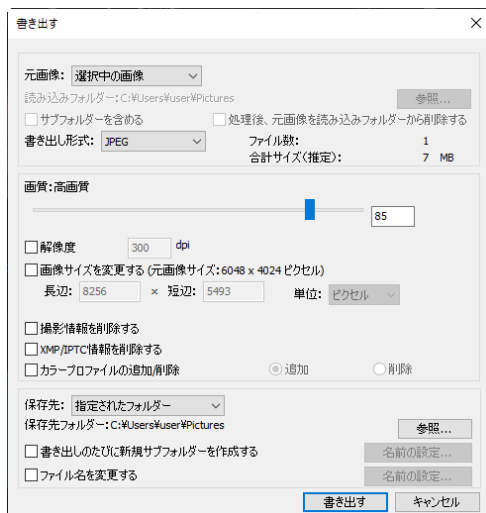 書き出す
元画像: 選択中の画像
読み込みフォルダー:C:¥Users¥user¥Pictures 参照...
サブフォルダーを含める 処理後、元画像を読み込みフォルダーから削除する
書き出し形式: JPEG ファイル数: 1
合計サイズ(推定): 7 MB
画質:高画質
85
解像度 300 dpi
画像サイズを変更する (元画像サイズ:6048 x 4024 ピクセル)
長辺: 8256 × 短辺: 5493 単位: ピクセル
撮影情報を削除する
XMP/IPTC情報を削除する
カラープロファイルの追加/削除 追加 削除
保存先: 指定されたフォルダー
保存先フォルダー:C:¥Users¥user¥Pictures 参照...
書き出しのたびに新規サブフォルダーを作成する 名前の設定...
ファイル名を変更する 名前の設定...
書き出す キャンセル